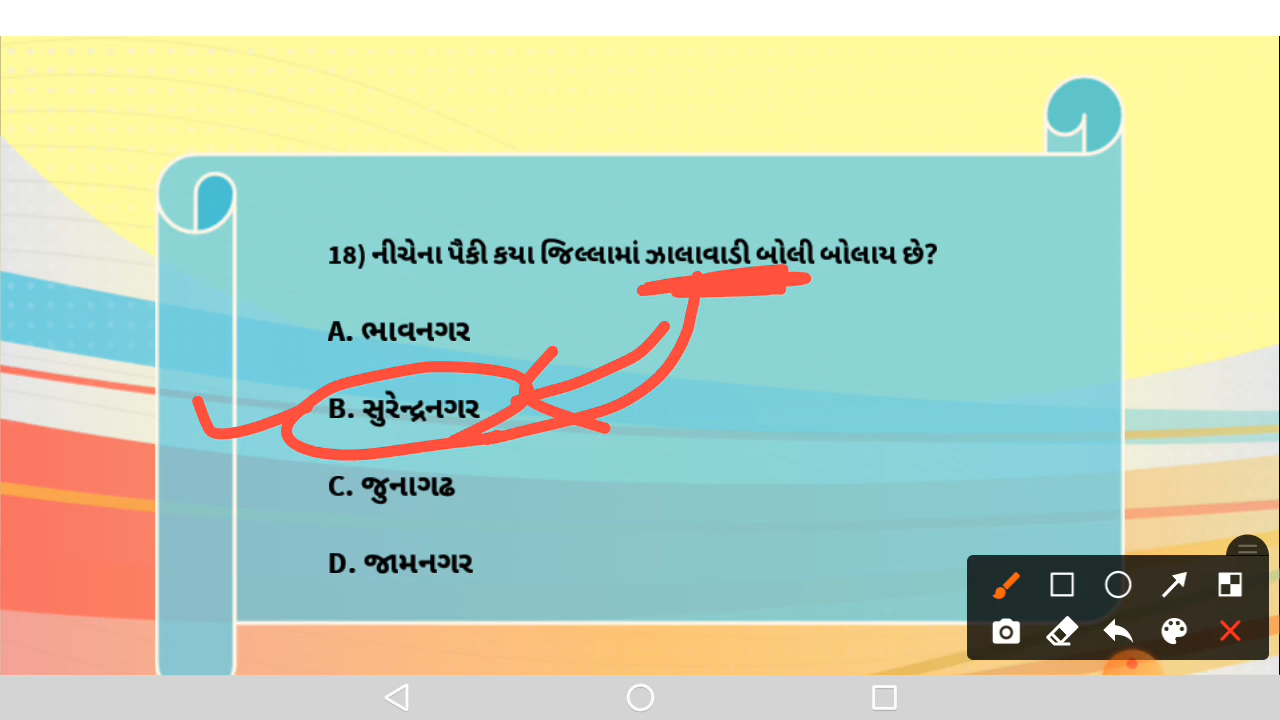 18) નીચેના પૈકી કયા જિલ્લામાં ઝાલાવાડી બોલી બોલાય છે?
A. ભાવનગર
B. સુરેન્દ્રનગર
C. જુનાગઢ
D. જામનગર